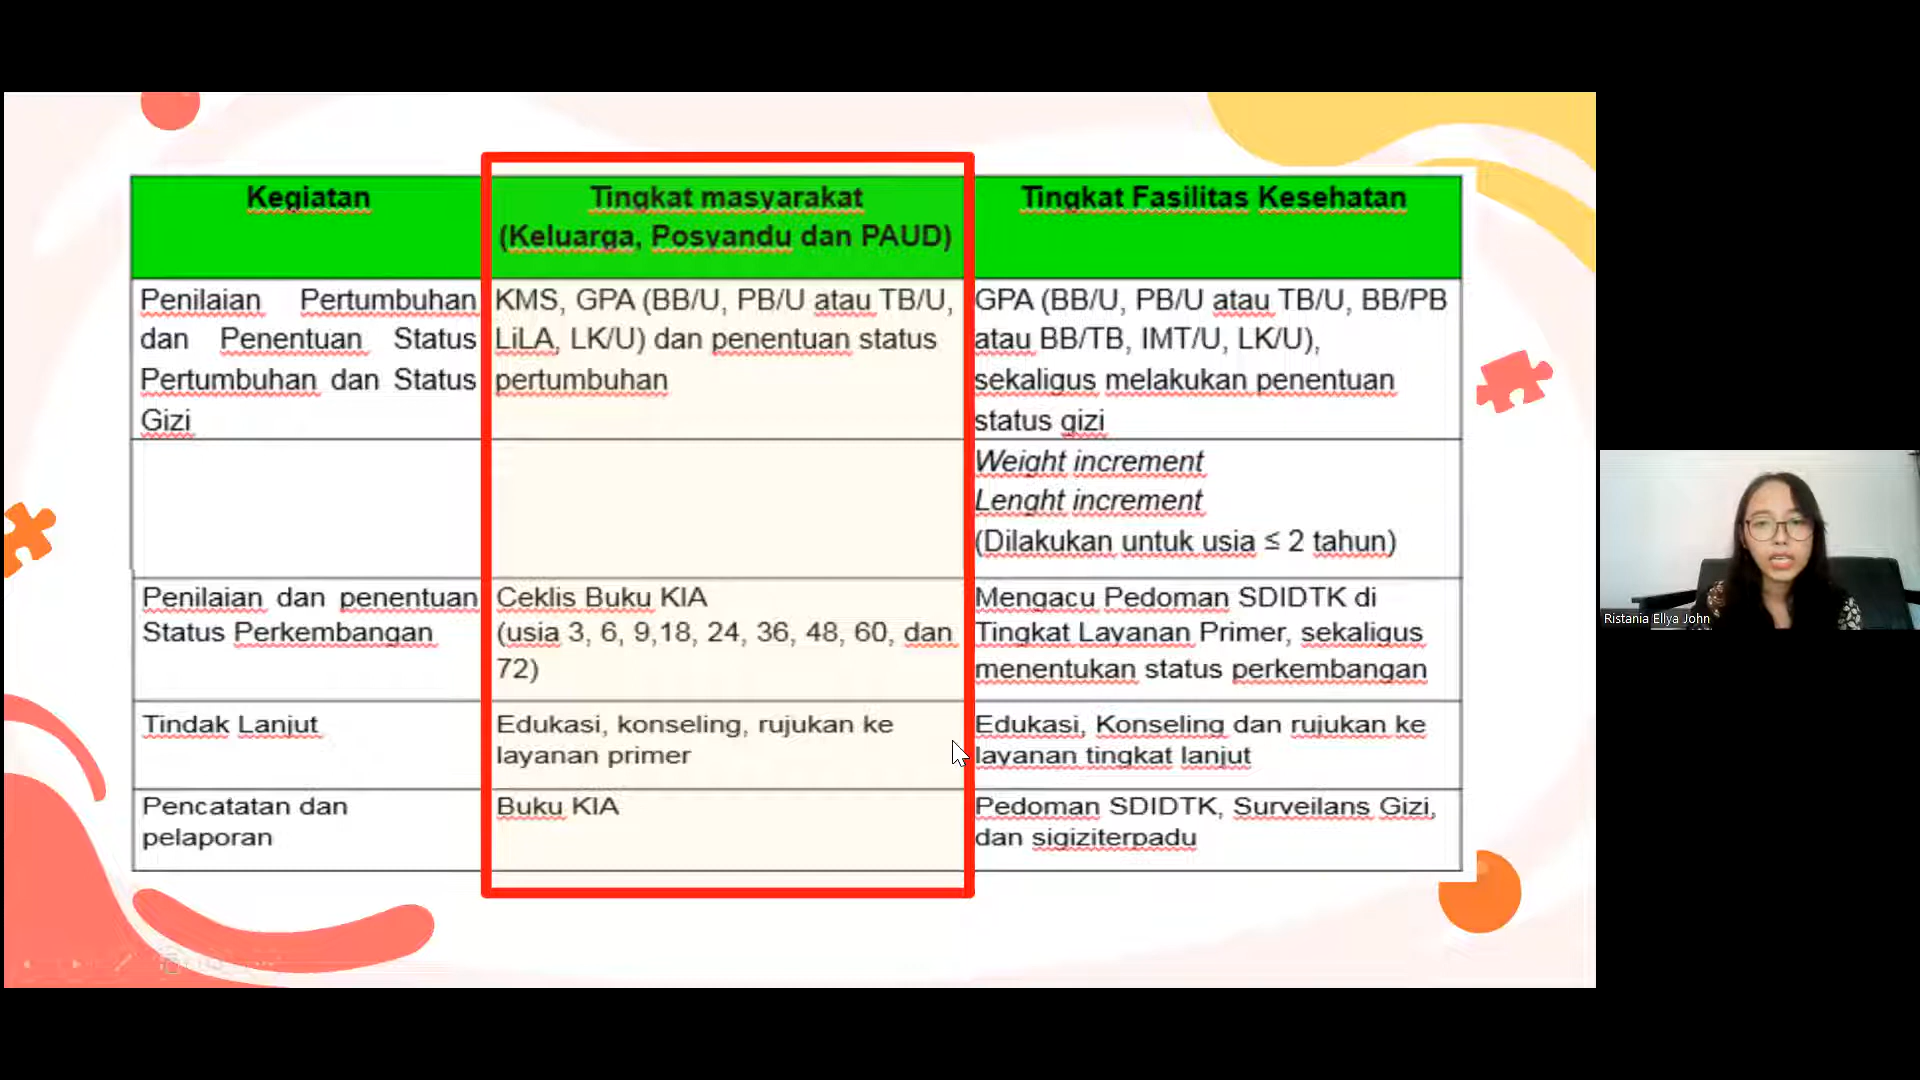 Kegiatan
Tingkat masyarakat
(Keluarga, Posyandu dan PAUD)
Tingkat Fasilitas Kesehatan
Penilaian Pertumbuhan
dan Penentuan Status
Pertumbuhan dan Status
Gizi
KMS, GPA (BB/U, PB/U atau TB/U,
LiLA, LK/U) dan penentuan status
pertumbuhan
GPA (BB/U, PB/U atau TB/U, BB/PB
atau BB/TB, IMT/U, LK/U),
sekaligus melakukan penentuan
status gizi
Weight increment
Lenght increment
(Dilakukan untuk usia ≤ 2 tahun)
Penilaian dan penentuan
Status Perkembangan
Ceklis Buku KIA
(usia 3, 6, 9,18, 24, 36, 48, 60, dan
72)
Mengacu Pedoman SDIDTK di
Tingkat Layanan Primer, sekaligus
menentukan status perkembangan
Tindak Lanjut
Edukasi, konseling, rujukan ke
layanan primer
Edukasi, Konseling dan rujukan ke
layanan tingkat lanjut
Pencatatan dan
pelaporan
Buku KIA
Pedoman SDIDTK, Surveilans Gizi,
dan sigiziterpadu
Ristania Ellya John